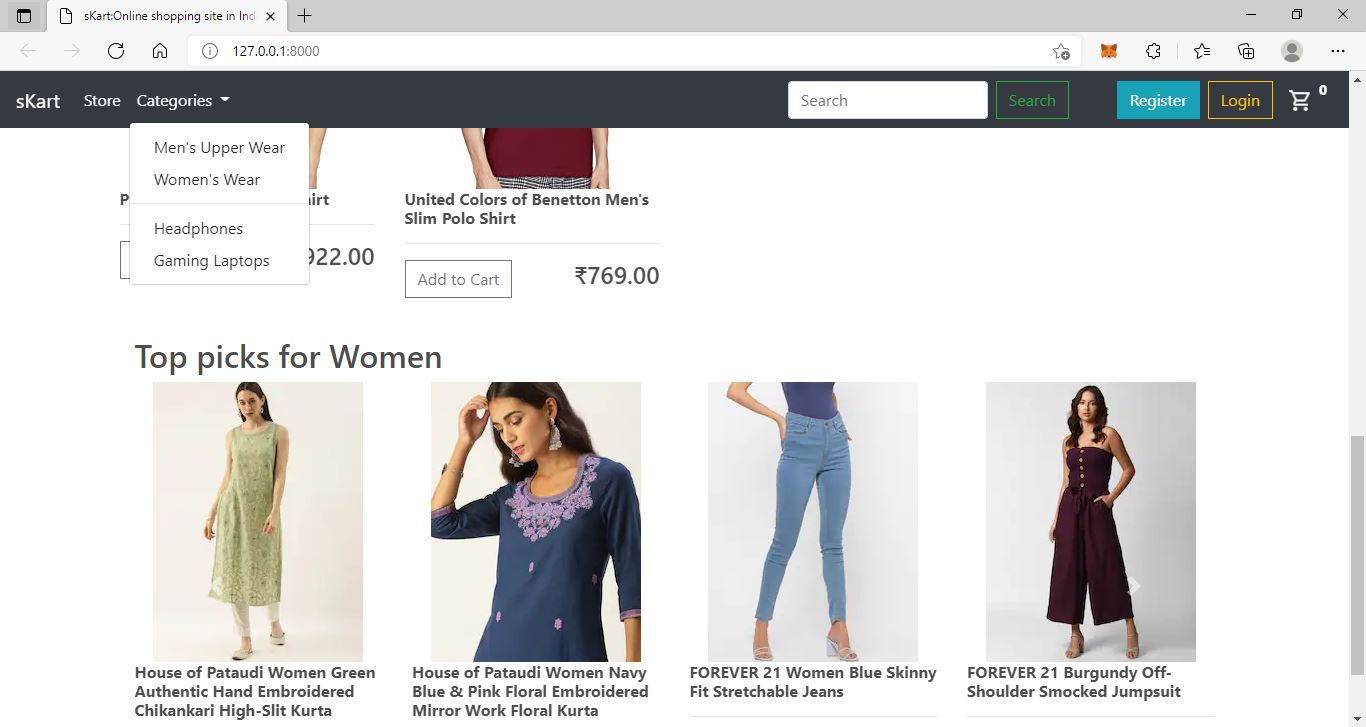 sKart:Online shopping site in Ind
127.0.0.1:8000
sKart
Store
Categories
Search
Search
Register
Login
0
Men's Upper Wear
Women's Wear
Headphones
Gaming Laptops
United Colors of Benetton Men's
Slim Polo Shirt
922.00
Add to Cart
₹769.00
Top picks for Women
House of Pataudi Women Green
Authentic Hand Embroidered
Chikankari High-Slit Kurta
House of Pataudi Women Navy
Blue & Pink Floral Embroidered
Mirror Work Floral Kurta
FOREVER 21 Women Blue Skinny
Fit Stretchable Jeans
FOREVER 21 Burgundy Off-
Shoulder Smocked Jumpsuit